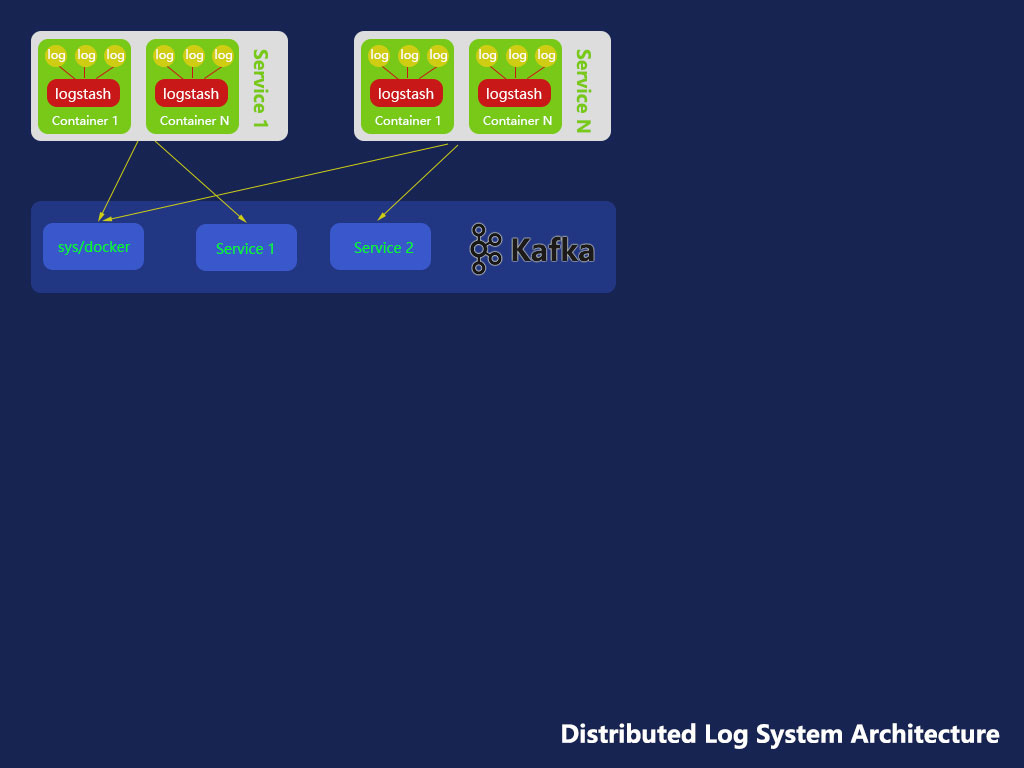 log log log
logstash
Container 1
log log log
logstash
Container N
Service 1
log log log
logstash
Container 1
log log log
logstash
Container N
Service N
sys/docker
Service 1
Service 2
Kafka
Distributed Log System Architecture